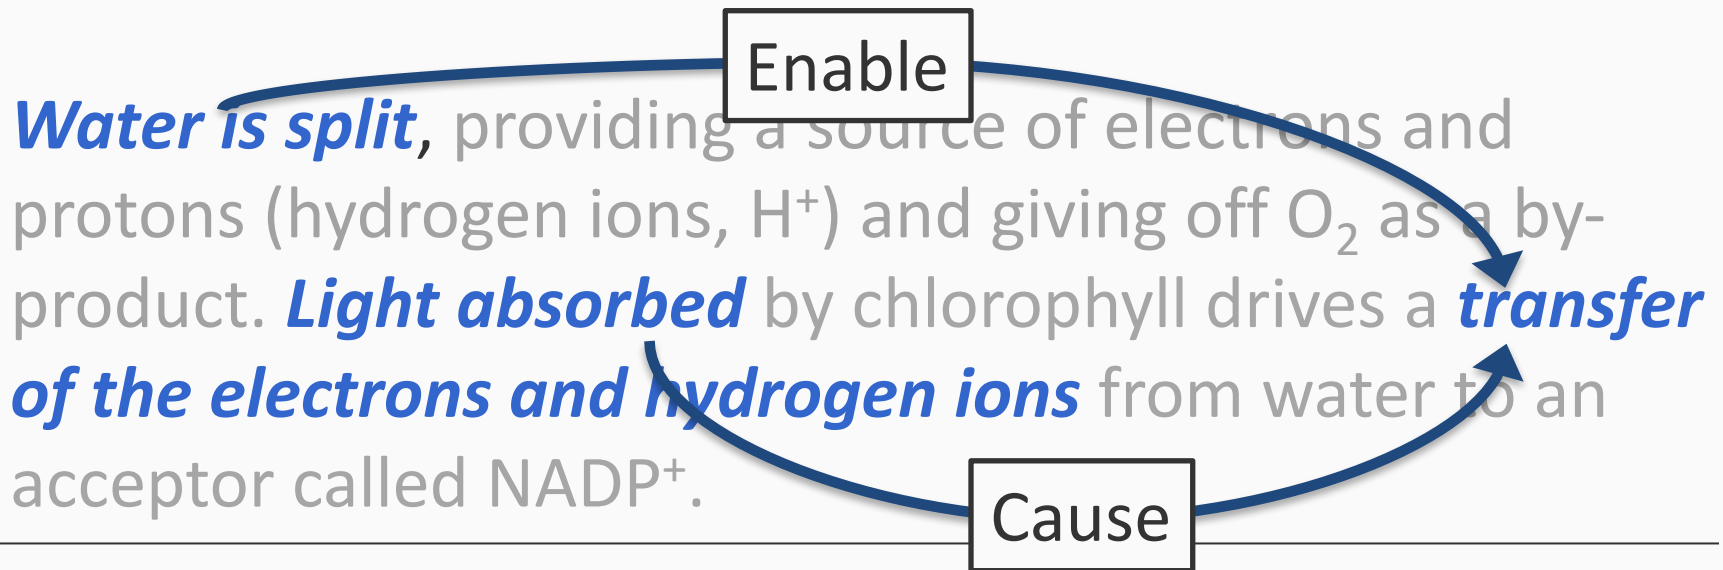 Enable
Water is split, providing a source of electrons and
protons (hydrogen ions, H⁺) and giving off O₂ as a by-
product. Light absorbed by chlorophyll drives a transfer
of the electrons and hydrogen ions from water to an
acceptor called NADP⁺.
Cause